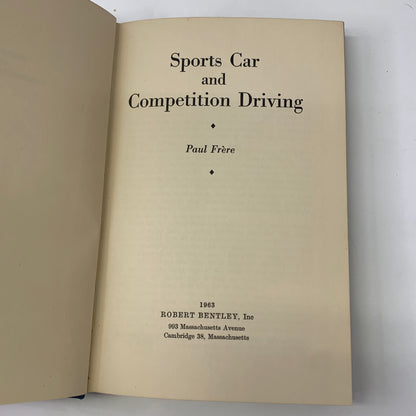 Sports Car
and
Competition Driving
Paul Frère
1963
ROBERT BENTLEY, Inc
993 Massachusetts Avenue
Cambridge 38, Massachusetts